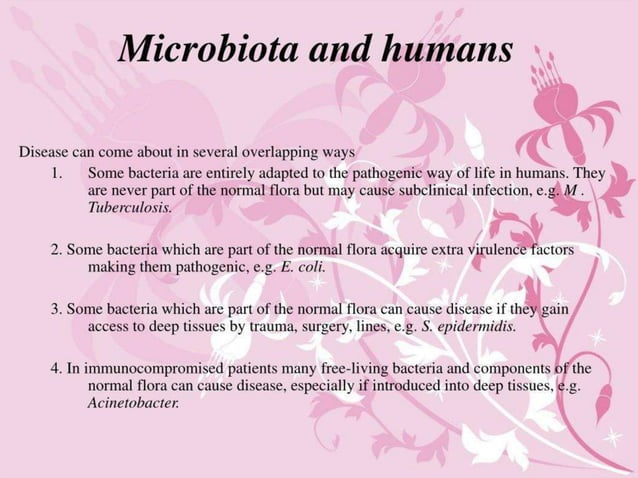 Microbiota and humans
Disease can come about in several overlapping ways
1. Some bacteria are entirely adapted to the pathogenic way of life in humans. They
are never part of the normal flora but may cause subclinical infection, e.g. M .
Tuberculosis.
2. Some bacteria which are part of the normal flora acquire extra virulence factors
making them pathogenic, e.g. E. coli.
3. Some bacteria which are part of the normal flora can cause disease if they gain
access to deep tissues by trauma, surgery, lines, e.g. S. epidermidis.
4. In immunocompromised patients many free-living bacteria and components of the
normal flora can cause disease, especially if introduced into deep tissues, e.g.
Acinetobacter.